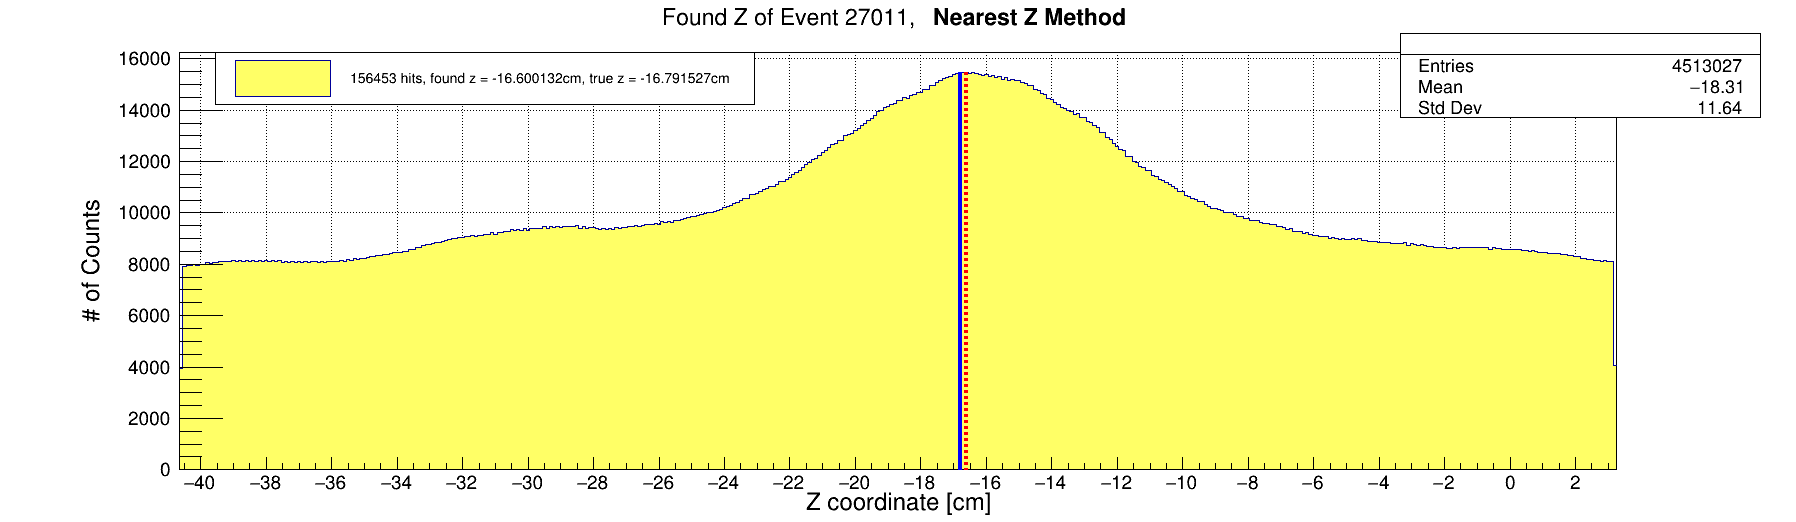 Found Z of Event 27011, Nearest Z Method
156453 hits, found z = -16.600132cm, true z = -16.791527cm
Entries 4513027
Mean −18.31
Std Dev 11.64
# of Counts
16000
14000
12000
10000
8000
6000
4000
2000
0
−40 −38 −36 −34 −32 −30 −28 −26 −24 −22 −20 −18 −16 −14 −12 −10 −8 −6 −4 −2 0 2
Z coordinate [cm]